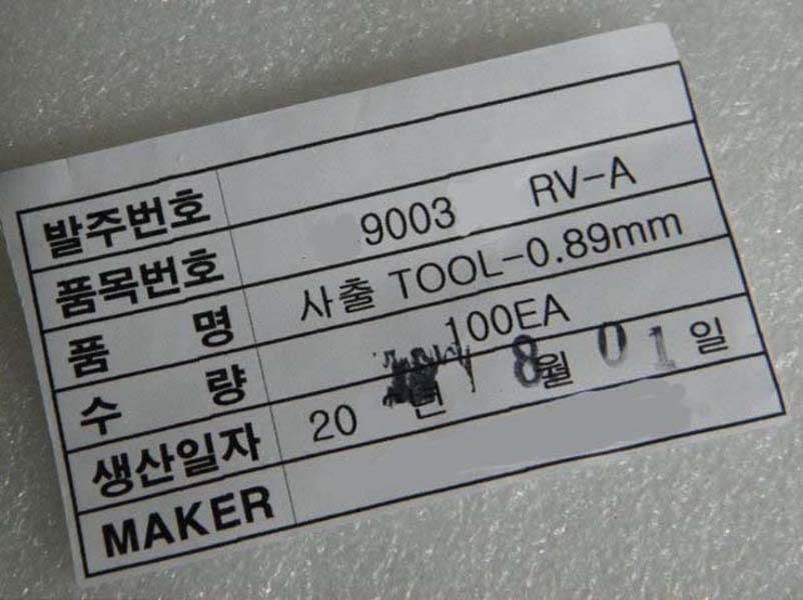 발주번호
품목번호 9003 RV-A
품 명 사출 TOOL-0.89mm
수 량 100EA
생산일자 20 년 8월 01일
MAKER